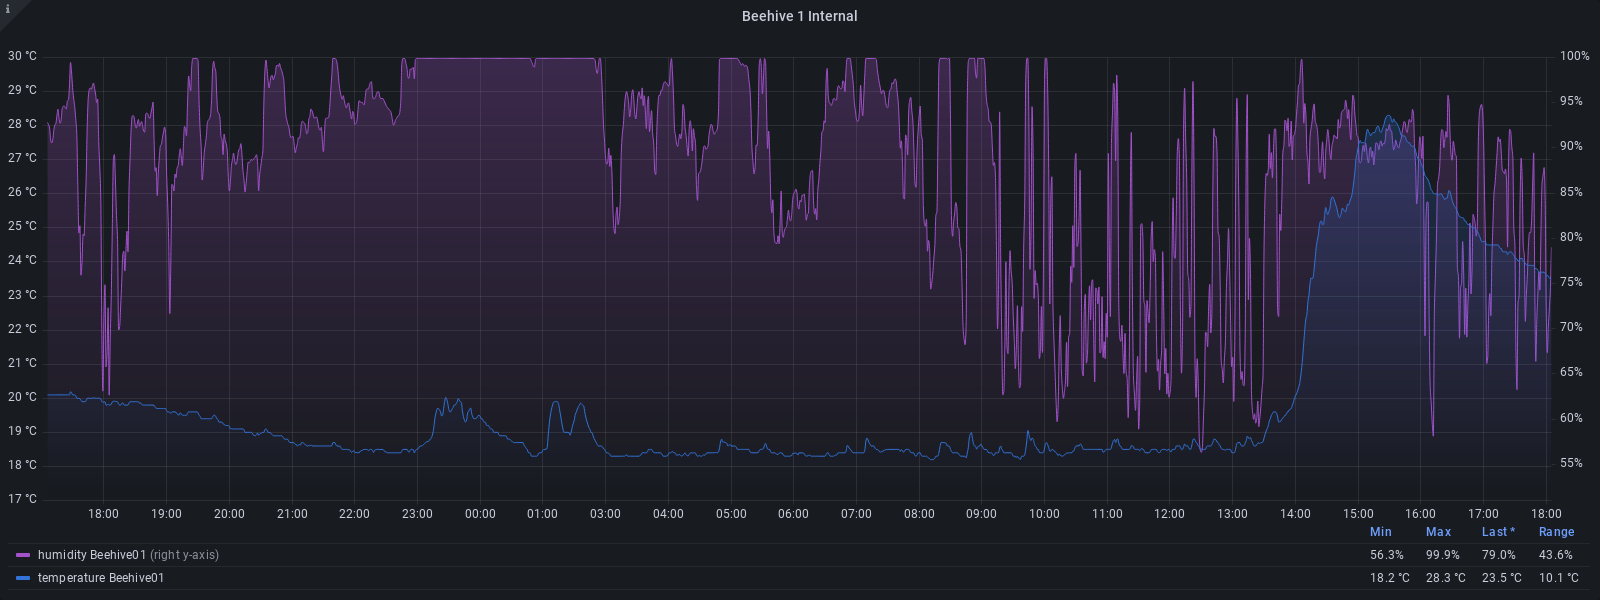 i
Beehive 1 Internal
30 °C 100%
29 °C 95%
28 °C 90%
27 °C 85%
26 °C 80%
25 °C 75%
24 °C 70%
23 °C 65%
22 °C 60%
21 °C 55%
20 °C
19 °C
18 °C
17 °C
18:00 19:00 20:00 21:00 22:00 23:00 00:00 01:00 02:00 03:00 04:00 05:00 06:00 07:00 08:00 09:00 10:00 11:00 12:00 13:00 14:00 15:00 16:00 17:00 18:00
Min Max Last * Range
humidity Beehive01 (right y-axis) 56.3% 99.9% 79.0% 43.6%
temperature Beehive01 18.2 °C 28.3 °C 23.5 °C 10.1 °C